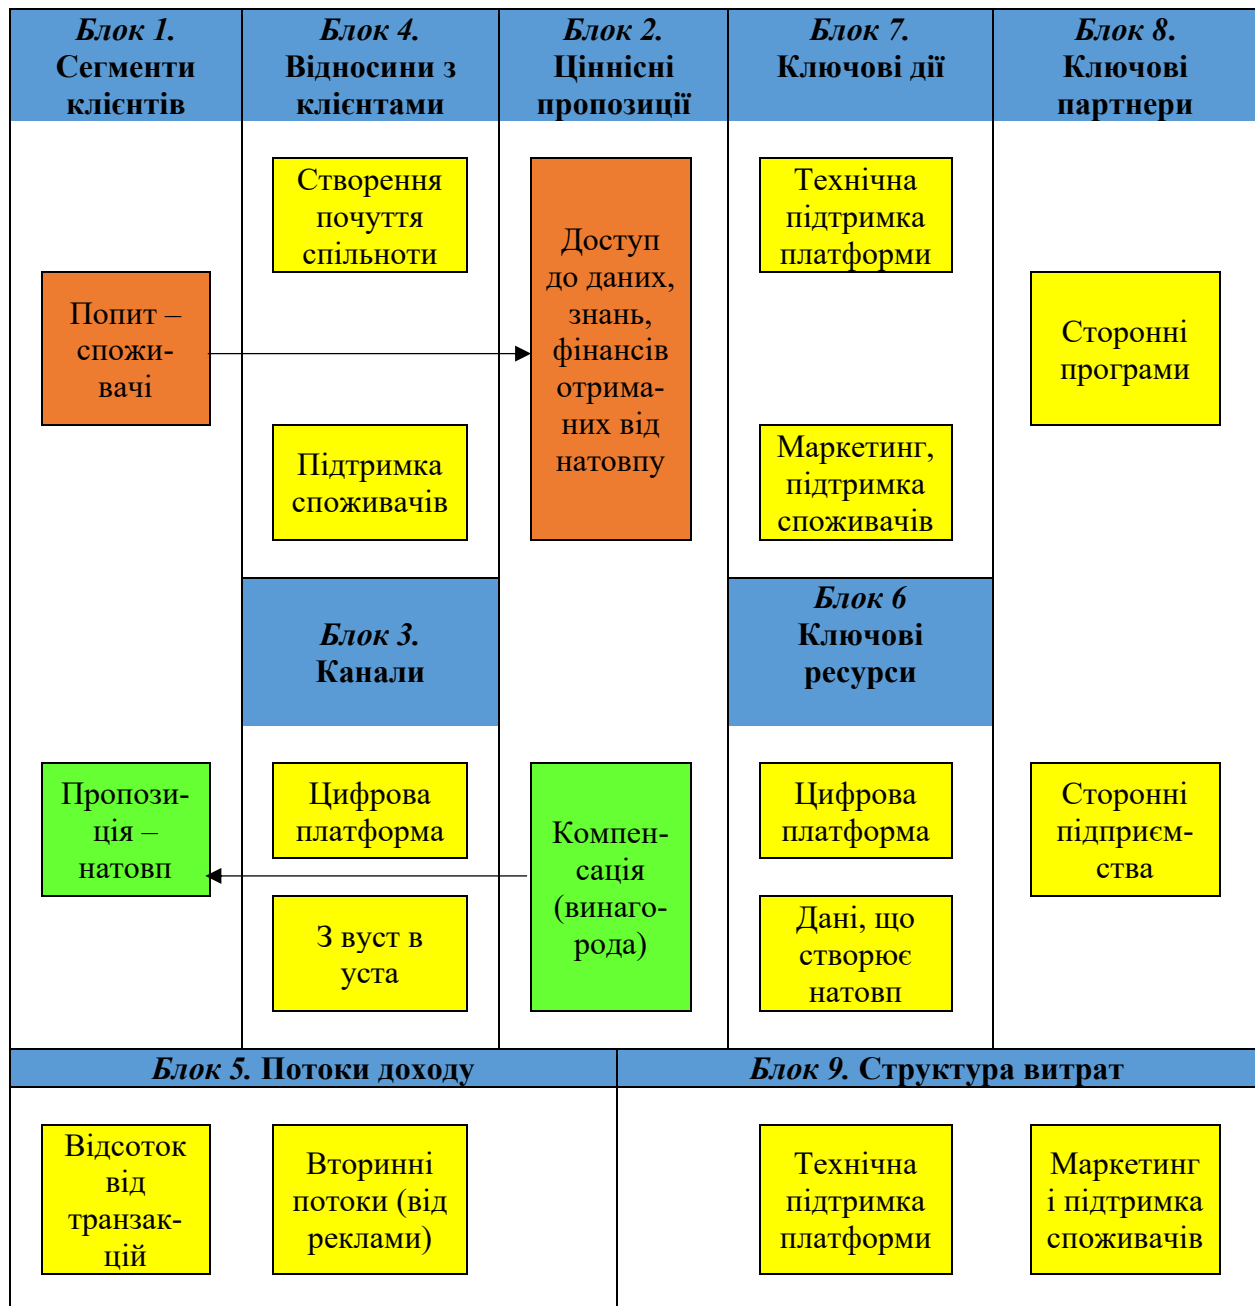 Блок 1.
Сегменти
клієнтів
Блок 4.
Відносини з
клієнтами
Блок 2.
Ціннісні
пропозиції
Блок 7.
Ключові дії
Блок 8.
Ключові
партнери
Попит –
спожи-
вачі
Пропози-
ція –
натовп
Створення
почуття
спільноти
Підтримка
споживачів
Блок 3.
Канали
Цифрова
платформа
З вуст в
уста
Доступ
до даних,
знань,
фінансів
отрима-
них від
натовпу
Компен-
сація
(винаго-
рода)
Технічна
підтримка
платформи
Маркетинг,
підтримка
споживачів
Блок 6
Ключові
ресурси
Цифрова
платформа
Дані, що
створює
натовп
Сторонні
програми
Сторонні
підприєм-
ства
Блок 5. Потоки доходу
Відсоток
від
транзак-
цій
Вторинні
потоки (від
реклами)
Блок 9. Структура витрат
Технічна
підтримка
платформи
Маркетинг
і підтримка
споживачів